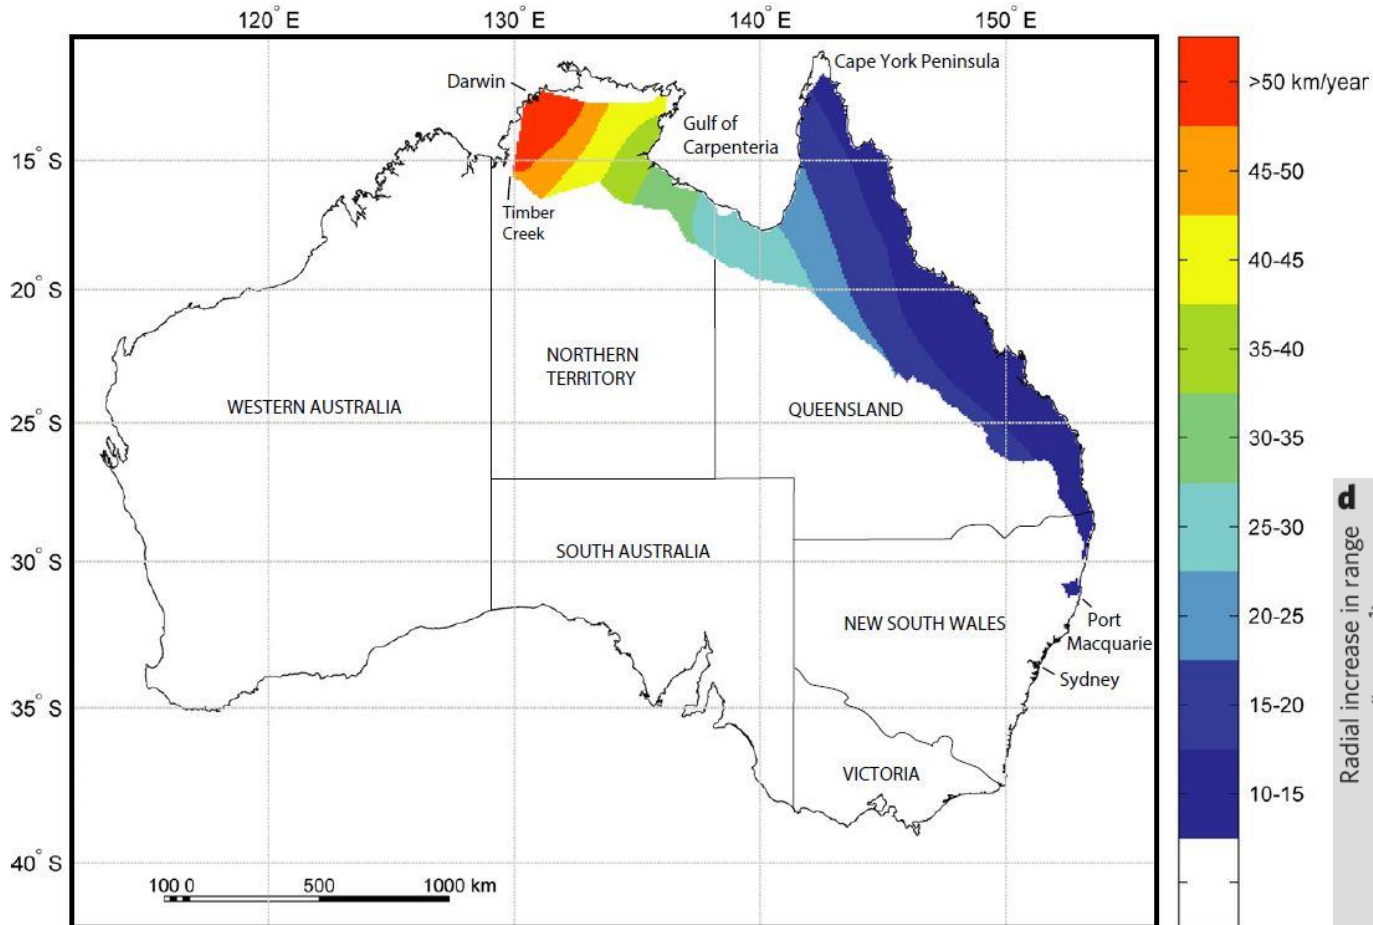 120° E
130° E
140° E
150° E
Cape York Peninsula
Darwin
Gulf of
Carpenteria
15° S
Timber
Creek
20° S
NORTHERN
TERRITORY
WESTERN AUSTRALIA
QUEENSLAND
25° S
SOUTH AUSTRALIA
30° S
NEW SOUTH WALES
Port
Macquarie
Sydney
35° S
VICTORIA
40° S
100 0
500
1000 km
>50 km/year
45-50
40-45
35-40
30-35
25-30
20-25
15-20
10-15
d
Radial increase in range